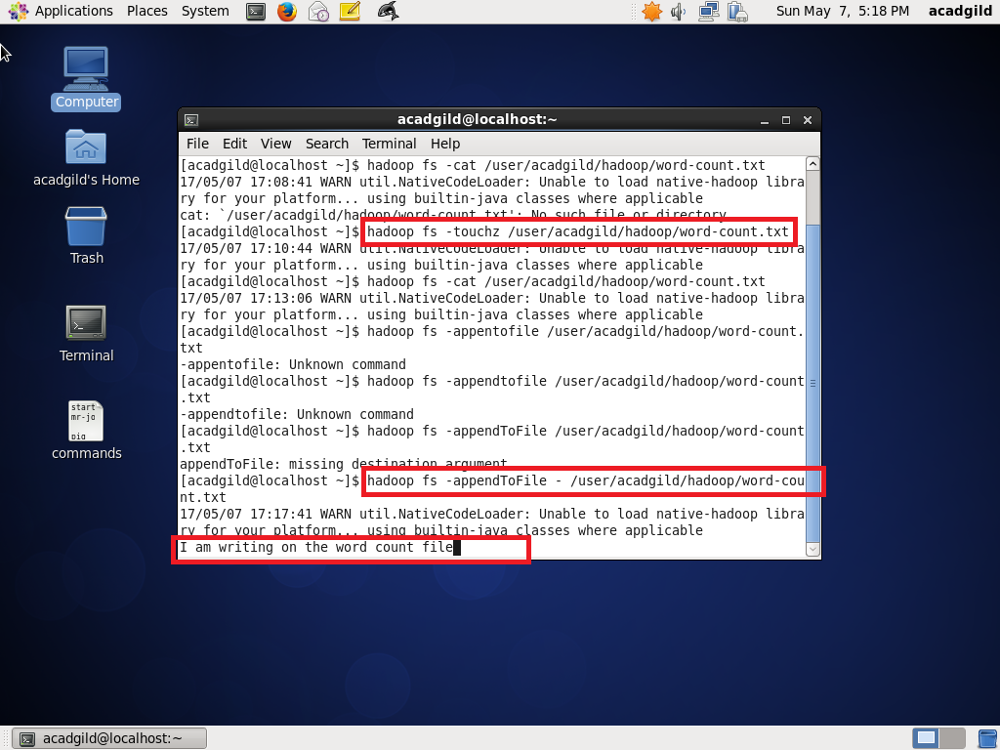 Applications Places System Sun May 7, 5:18 PM acadgild
Computer
acadgild's Home
Trash
Terminal
start
mr-jo
pig
commands
acadgild@localhost:~
File Edit View Search Terminal Help
[acadgild@localhost ~]$ hadoop fs -cat /user/acadgild/hadoop/word-count.txt
17/05/07 17:08:41 WARN util.NativeCodeLoader: Unable to load native-hadoop libra
ry for your platform... using builtin-java classes where applicable
cat: `/user/acadgild/hadoop/word-count.txt': No such file or directory
[acadgild@localhost ~]$ hadoop fs -touchz /user/acadgild/hadoop/word-count.txt
17/05/07 17:10:44 WARN util.NativeCodeLoader: Unable to load native-hadoop libra
ry for your platform... using builtin-java classes where applicable
[acadgild@localhost ~]$ hadoop fs -cat /user/acadgild/hadoop/word-count.txt
17/05/07 17:13:06 WARN util.NativeCodeLoader: Unable to load native-hadoop libra
ry for your platform... using builtin-java classes where applicable
[acadgild@localhost ~]$ hadoop fs -appentofile /user/acadgild/hadoop/word-count.
txt
-appentofile: Unknown command
[acadgild@localhost ~]$ hadoop fs -appendtofile /user/acadgild/hadoop/word-count
.txt
-appendtofile: Unknown command
[acadgild@localhost ~]$ hadoop fs -appendToFile /user/acadgild/hadoop/word-count
.txt
appendToFile: missing destination argument
[acadgild@localhost ~]$ hadoop fs -appendToFile - /user/acadgild/hadoop/word-cou
nt.txt
17/05/07 17:17:41 WARN util.NativeCodeLoader: Unable to load native-hadoop libra
ry for your platform... using builtin-java classes where applicable
I am writing on the word count file
acadgild@localhost:~